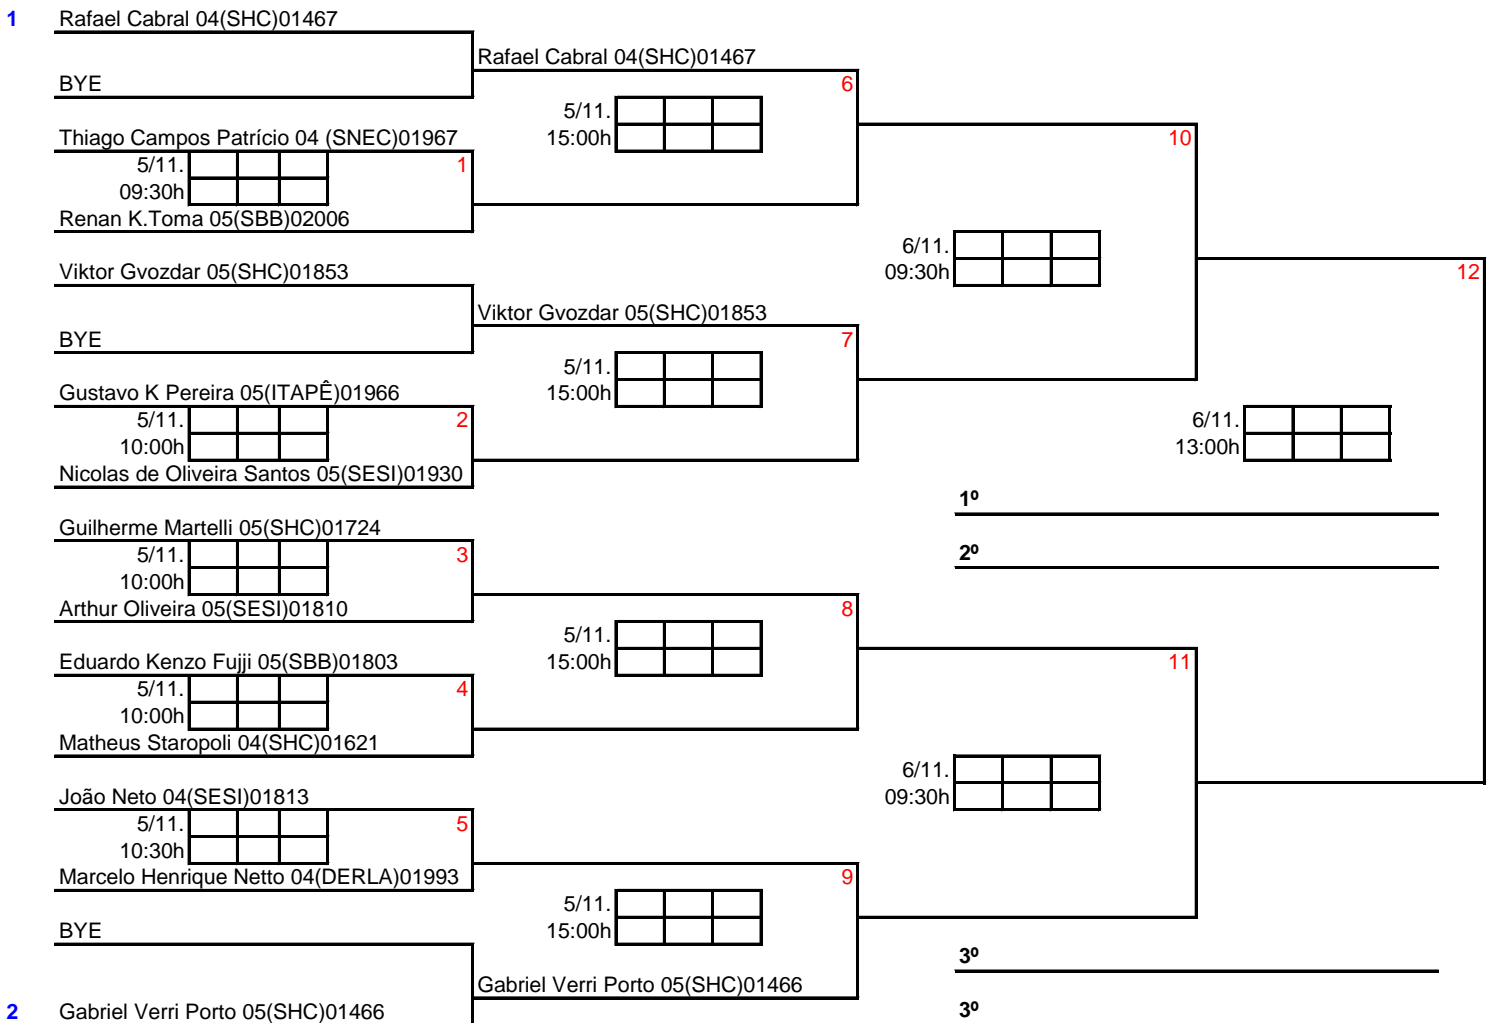 1 Rafael Cabral 04(SHC)01467
Rafael Cabral 04(SHC)01467
BYE
6
5/11.
15:00h
Thiago Campos Patrício 04 (SNEC)01967
10
5/11.
1
09:30h
Renan K.Toma 05(SBB)02006
6/11.
09:30h
Viktor Gvozdar 05(SHC)01853
12
Viktor Gvozdar 05(SHC)01853
BYE
7
5/11.
15:00h
Gustavo K Pereira 05(ITAPÊ)01966
5/11.
2
10:00h
6/11.
13:00h
Nicolas de Oliveira Santos 05(SESI)01930
1º
Guilherme Martelli 05(SHC)01724
2º
5/11.
3
10:00h
Arthur Oliveira 05(SESI)01810
8
5/11.
15:00h
Eduardo Kenzo Fujji 05(SBB)01803
11
5/11.
4
10:00h
Matheus Staropoli 04(SHC)01621
6/11.
09:30h
João Neto 04(SESI)01813
5/11.
5
10:30h
Marcelo Henrique Netto 04(DERLA)01993
9
5/11.
15:00h
BYE
3º
Gabriel Verri Porto 05(SHC)01466
2 Gabriel Verri Porto 05(SHC)01466
3º